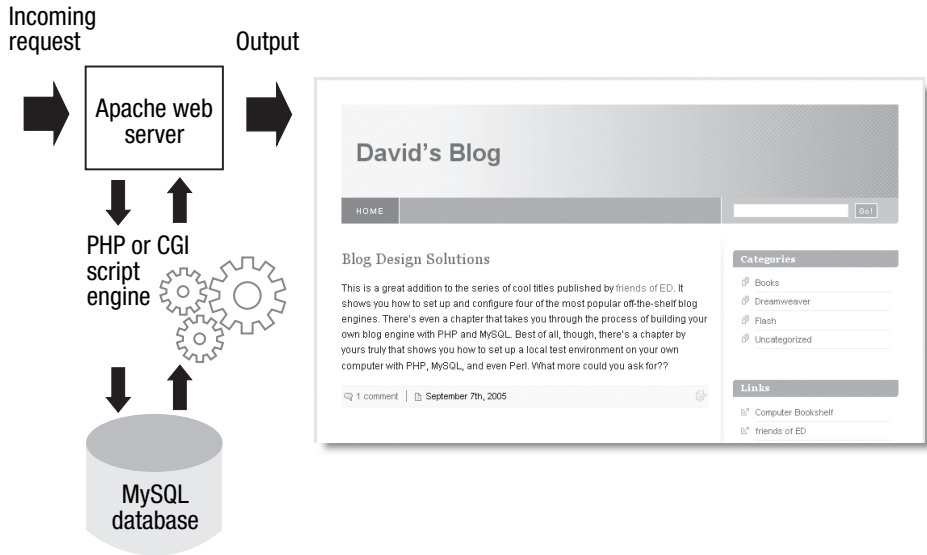 Incoming
request
Output
Apache web
server
PHP or CGI
script
engine
MySQL
database
David's Blog
HOME
Go!
Blog Design Solutions
This is a great addition to the series of cool titles published by friends of ED. It
shows you how to set up and configure four of the most popular off-the-shelf blog
engines. There's even a chapter that takes you through the process of building your
own blog engine with PHP and MySQL. Best of all, though, there's a chapter by
yours truly that shows you how to set up a local test environment on your own
computer with PHP, MySQL, and even Perl. What more could you ask for??
1 comment | September 7th, 2005
Categories
Books
Dreamweaver
Flash
Uncategorized
Links
Computer Bookshelf
friends of ED